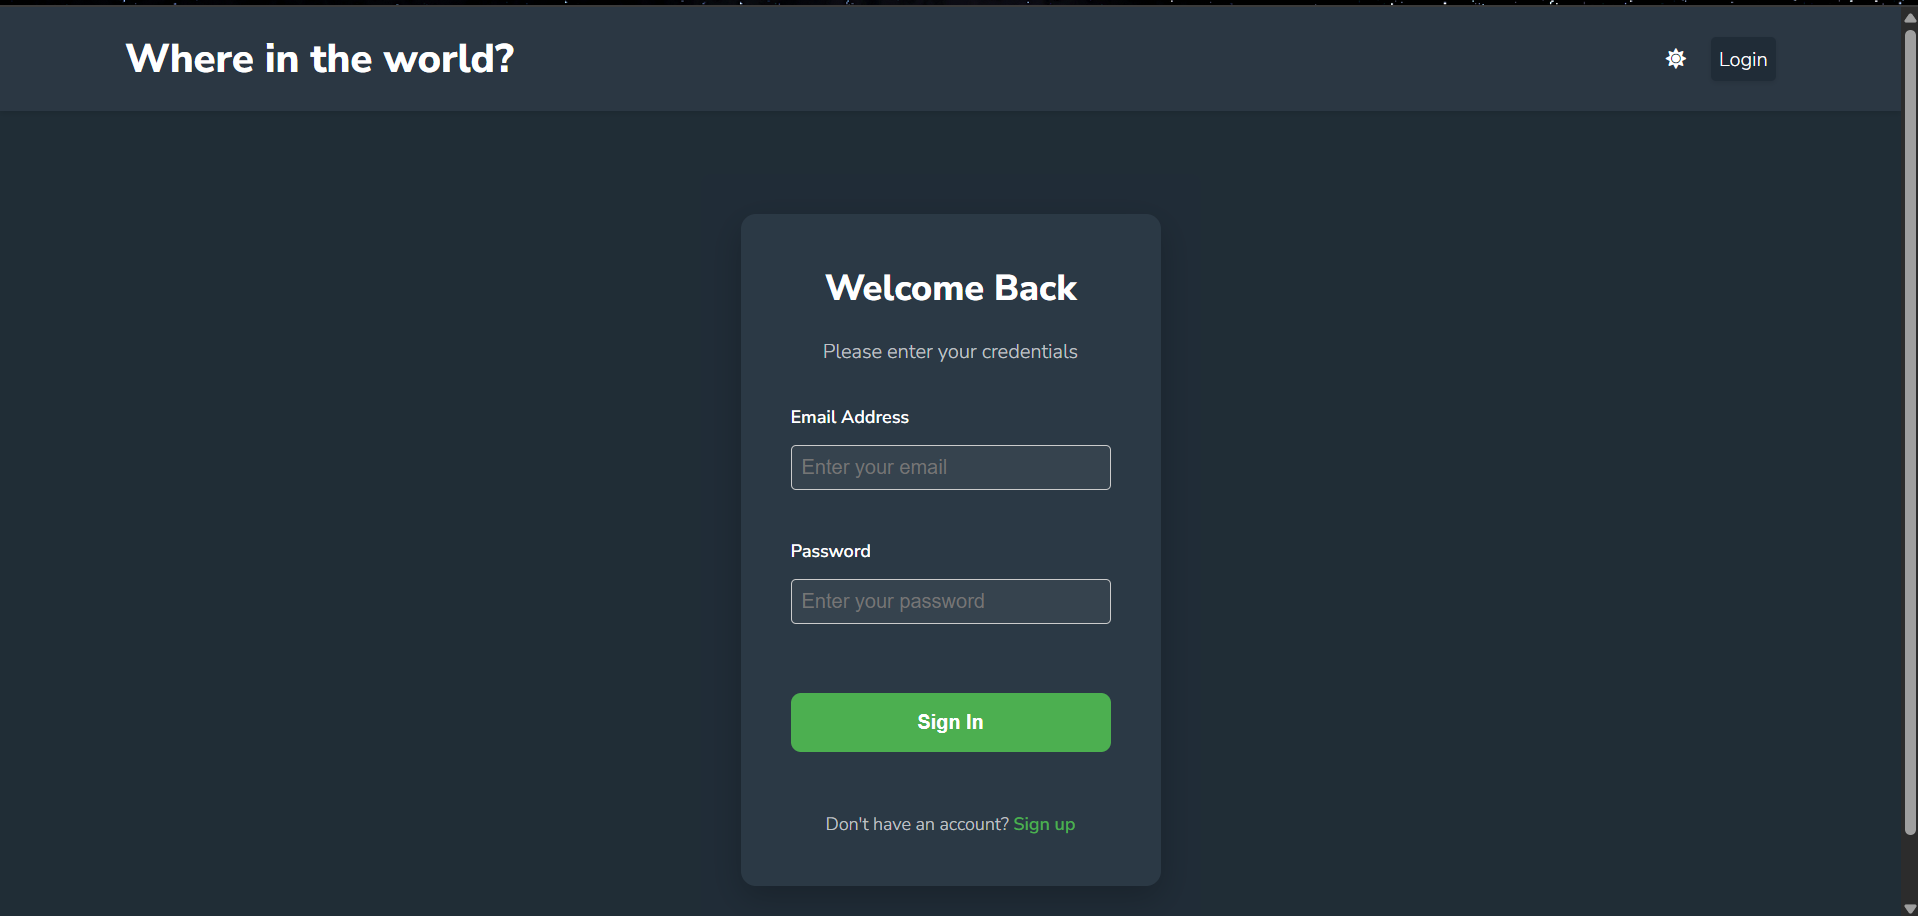 Where in the world?
Login
Welcome Back
Please enter your credentials
Email Address
Enter your email
Password
Enter your password
Sign In
Don't have an account? Sign up